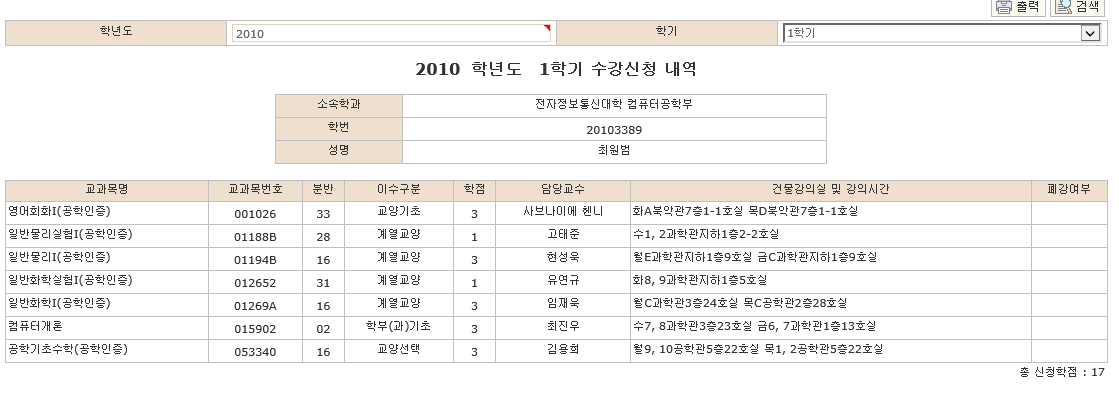 출력 검색
학년도 2010 학기 1학기
2010 학년도 1학기 수강신청 내역
소속학과 전자정보통신대학 컴퓨터공학부
학번 20103389
성명 최원범
교과목명 교과목번호 분반 이수구분 학점 담당교수 건물강의실 및 강의시간 폐강여부
영어회화I(공학인증) 001026 33 교양기초 3 사브나이에 헨니 화A북악관7층1-1호실 목D북악관7층1-1호실
일반물리실험I(공학인증) 01188B 28 계열교양 1 고태준 수1, 2과학관지하1층2-2호실
일반물리I(공학인증) 01194B 16 계열교양 3 현성욱 월E과학관지하1층9호실 금C과학관지하1층9호실
일반화학실험I(공학인증) 012652 31 계열교양 1 유연규 화8, 9과학관지하1층5호실
일반화학I(공학인증) 01269A 16 계열교양 3 임재욱 월C과학관3층24호실 목C공학관2층28호실
컴퓨터개론 015902 02 학부(과)기초 3 최진우 수7, 8과학관3층23호실 금6, 7과학관1층13호실
공학기초수학(공학인증) 053340 16 교양선택 3 김용희 월9, 10공학관5층22호실 목1, 2공학관5층22호실
총 신청학점 : 17